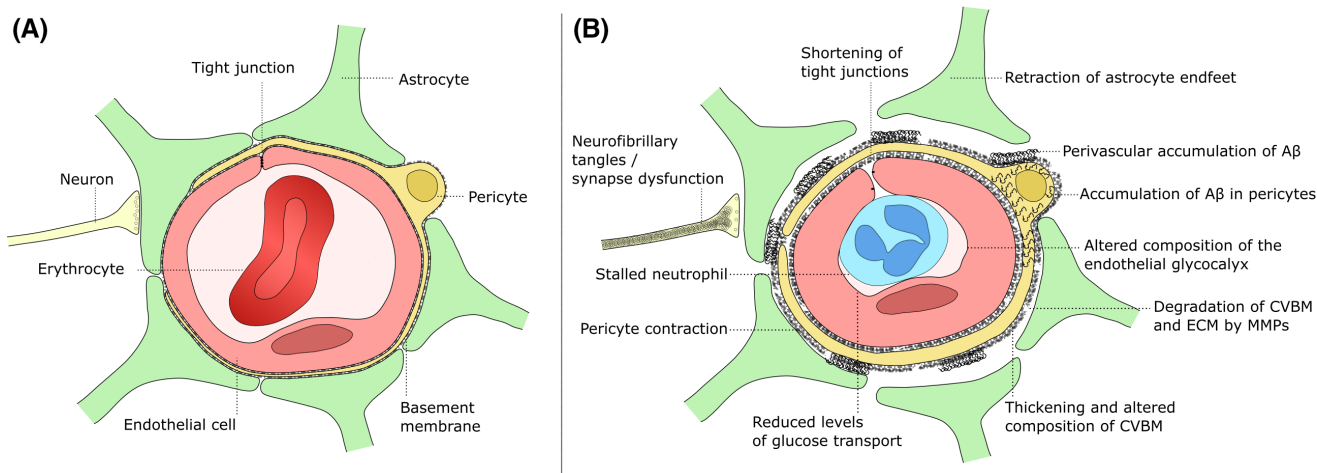 (A)
Tight junction
Astrocyte
Neuron
Pericyte
Erythrocyte
Endothelial cell
Basement
membrane
(B)
Shortening of
tight junctions
Retraction of astrocyte endfeet
Neurofibrillary
tangles /
synapse dysfunction
Perivascular accumulation of Aβ
Accumulation of Aβ in pericytes
Altered composition of the
endothelial glycocalyx
Stalled neutrophil
Degradation of CVBM
and ECM by MMPs
Pericyte contraction
Reduced levels
of glucose transport
Thickening and altered
composition of CVBM